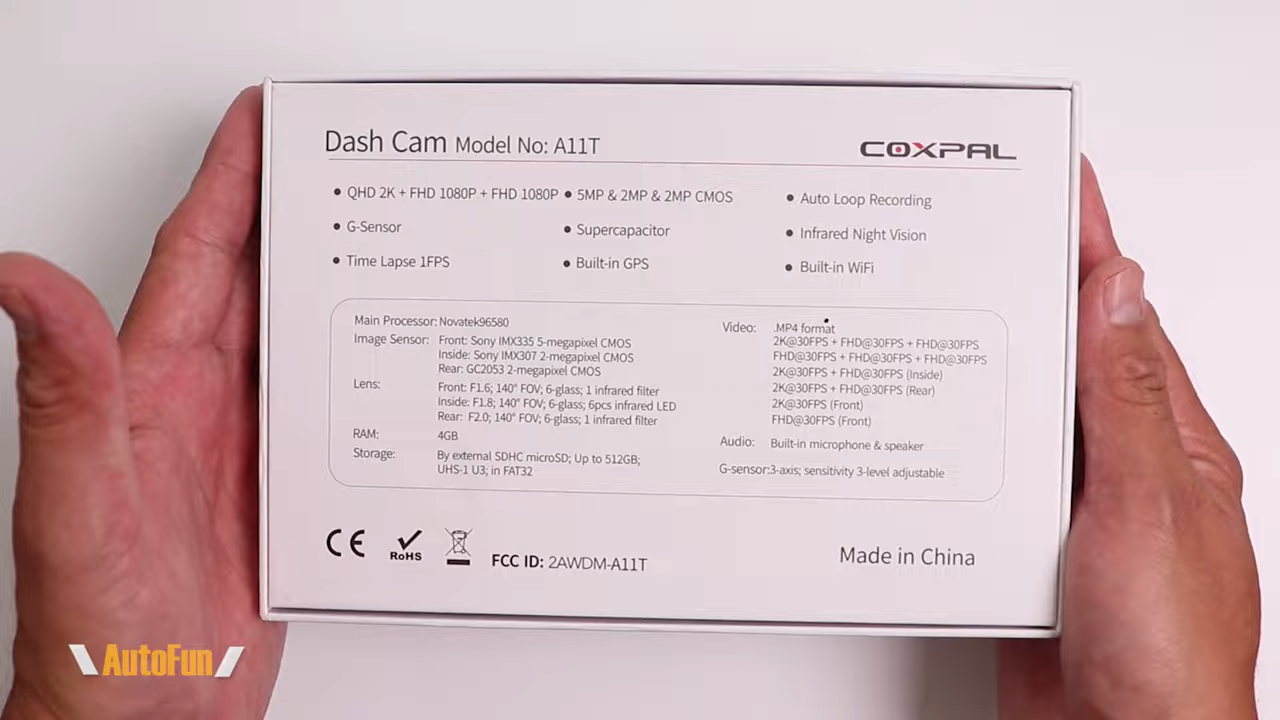 Dash Cam Model No: A11T
COXPAL
• QHD 2K + FHD 1080P + FHD 1080P
• 5MP & 2MP & 2MP CMOS
• Auto Loop Recording
• G-Sensor
• Supercapacitor
• Infrared Night Vision
• Time Lapse 1FPS
• Built-in GPS
• Built-in WiFi
Main Processor: Novatek96580
Image Sensor: Front: Sony IMX335 5-megapixel CMOS
Inside: Sony IMX307 2-megapixel CMOS
Rear: GC2053 2-megapixel CMOS
Lens: Front: F1.6; 140° FOV; 6-glass; 1 infrared filter
Inside: F1.8; 140° FOV; 6-glass; 6pcs infrared LED
Rear: F2.0; 140° FOV; 6-glass; 1 infrared filter
RAM: 4GB
Storage: By external SDHC microSD; Up to 512GB;
UHS-1 U3; in FAT32
Video: .MP4 format
2K@30FPS + FHD@30FPS + FHD@30FPS
FHD@30FPS + FHD@30FPS + FHD@30FPS
2K@30FPS + FHD@30FPS (Inside)
2K@30FPS + FHD@30FPS (Rear)
2K@30FPS (Front)
FHD@30FPS (Front)
Audio: Built-in microphone & speaker
G-sensor:3-axis; sensitivity 3-level adjustable
CE
RoHS
FCC ID: 2AWDM-A11T
Made in China
AutoFun